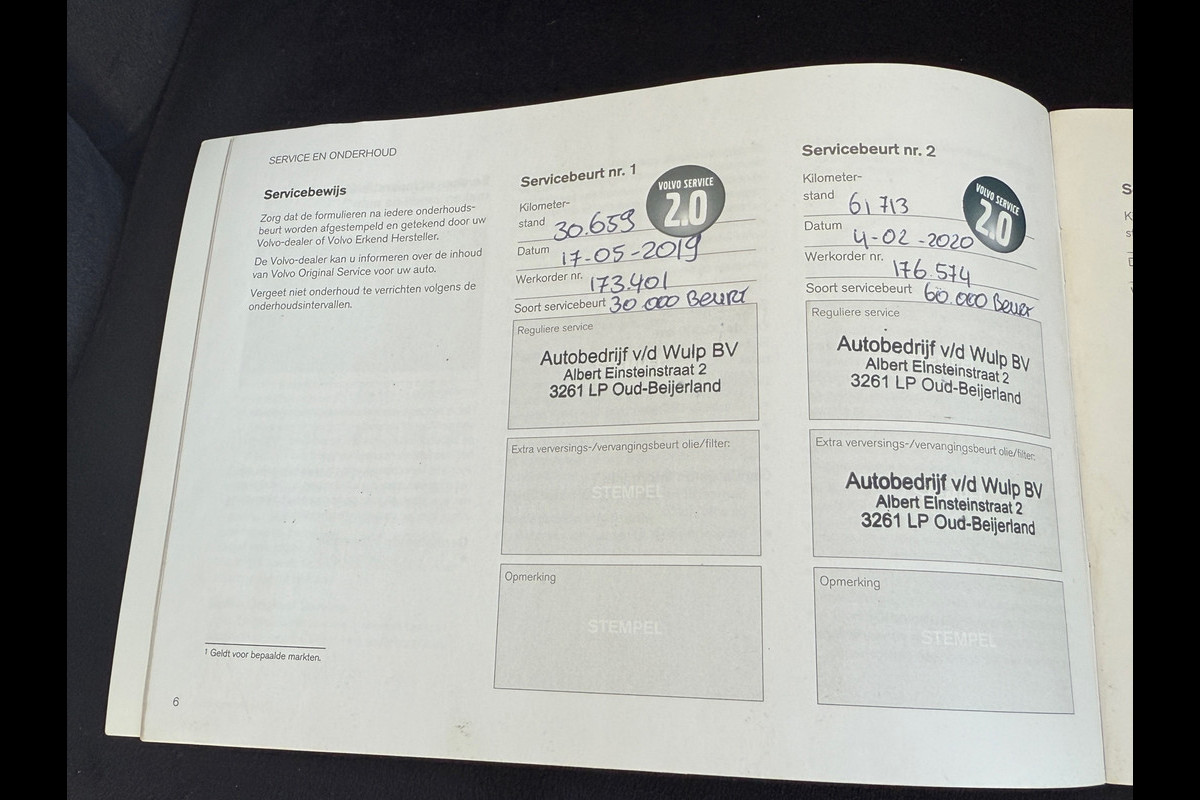 SERVICE EN ONDERHOUD
Servicebewijs
Zorg dat de formulieren na iedere onderhouds-
beurt worden afgestempeld en getekend door uw
Volvo-dealer of Volvo Erkend Hersteller.
De Volvo-dealer kan u informeren over de inhoud
van Volvo Original Service voor uw auto.
Vergeet niet onderhoud te verrichten volgens de
onderhoudsintervallen.
1 Geldt voor bepaalde markten.
6
Servicebeurt nr. 1
VOLVO SERVICE
2.0
Kilometer-
stand 30.659
Datum 17-05-2019
Werkorder nr. 173.401
Soort servicebeurt 30 000 Beurt
Reguliere service
Autobedrijf v/d Wulp BV
Albert Einsteinstraat 2
3261 LP Oud-Beijerland
Extra verversings-/vervangingsbeurt olie/filter:
STEMPEL
Opmerking
STEMPEL
Servicebeurt nr. 2
VOLVO SERVICE
2.0
Kilometer-
stand 61713
Datum 4-02-2020
Werkorder nr. 176.574
Soort servicebeurt 60.000 Beurt
Reguliere service
Autobedrijf v/d Wulp BV
Albert Einsteinstraat 2
3261 LP Oud-Beijerland
Extra verversings-/vervangingsbeurt olie/filter:
Autobedrijf v/d Wulp BV
Albert Einsteinstraat 2
3261 LP Oud-Beijerland
Opmerking
STEMPEL